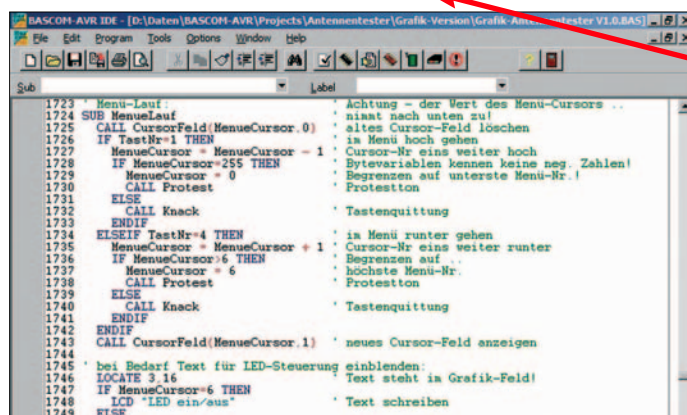 BASCOM-AVR IDE - [D:\Daten\BASCOM-AVR\Projects\Antennentester\Grafik-Version\Grafik-Antennentester V1.0.BAS]
File Edit Program Tools Options Window Help
Sub Label
1723 ' Menü-Lauf: ' Achtung - der Wert des Menü-Cursors ..
1724 SUB MenueLauf ' nimmt nach unten zu!
1725 CALL CursorFeld(MenueCursor,0) ' altes Cursor-Feld löschen
1726 IF TastNr=1 THEN ' im Menü hoch gehen
1727 MenueCursor = MenueCursor - 1 ' Cursor-Nr eins weiter hoch
1728 IF MenueCursor=255 THEN ' Bytevariablen kennen keine neg. Zahlen!
1729 MenueCursor = 0 ' Begrenzen auf unterste Menü-Nr.!
1730 CALL Protest ' Protestton
1731 ELSE
1732 CALL Knack ' Tastenquittung
1733 ENDIF
1734 ELSEIF TastNr=4 THEN ' im Menü runter gehen
1735 MenueCursor = MenueCursor + 1 ' Cursor-Nr eins weiter runter
1736 IF MenueCursor>6 THEN ' Begrenzen auf ..
1737 MenueCursor = 6 ' höchste Menü-Nr.
1738 CALL Protest ' Protestton
1739 ELSE
1740 CALL Knack ' Tastenquittung
1741 ENDIF
1742 ENDIF
1743 CALL CursorFeld(MenueCursor,1) ' neues Cursor-Feld anzeigen
1744
1745 ' bei Bedarf Text für LED-Steuerung einblenden:
1746 LOCATE 3,16 ' Text steht im Grafik-Feld!
1747 IF MenueCursor=6 THEN
1748 LCD "LED ein/aus" ' Text schreiben
1749 ELSE